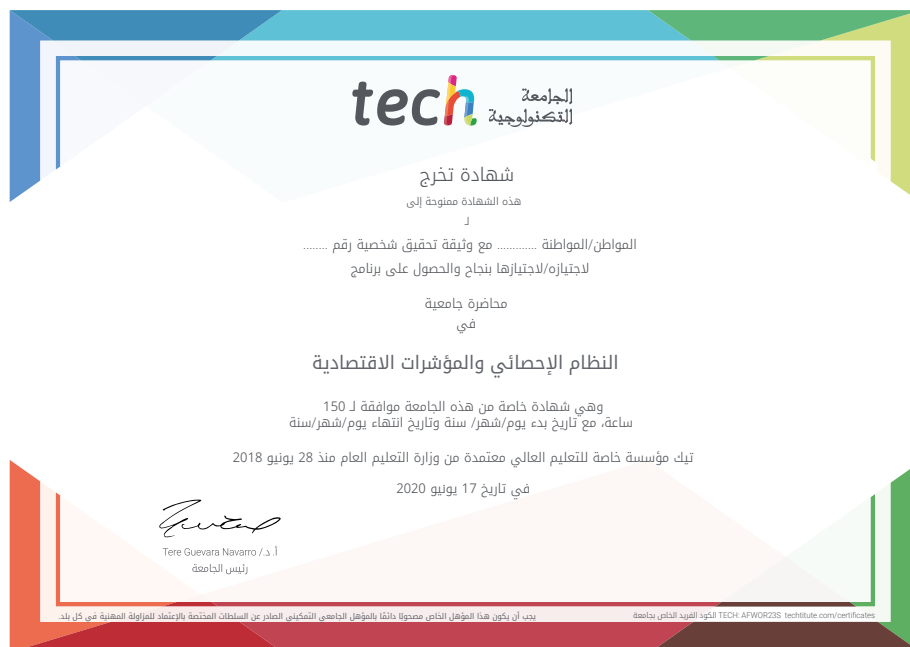 tech الجامعة
التكنولوجية
شهادة تخرج
هذه الشهادة ممنوحة إلى
لـ
المواطن/المواطنة ............ مع وثيقة تحقيق شخصية رقم ........
لاجتيازه/لاجتيازها بنجاح والحصول على برنامج
محاضرة جامعية
في
النظام الإحصائي والمؤشرات الاقتصادية
وهي شهادة خاصة من هذه الجامعة موافقة لـ 150
ساعة، مع تاريخ بدء يوم/شهر/ سنة وتاريخ انتهاء يوم/شهر/سنة
تيك مؤسسة خاصة للتعليم العالي معتمدة من وزارة التعليم العام منذ 28 يونيو 2018
في تاريخ 17 يونيو 2020
أ. د./ Tere Guevara Navarro
رئيس الجامعة
يجب أن يكون هذا المؤهل الخاص مصحوبًا دائمًا بالمؤهل الجامعي التمكيني الصادر عن السلطات المختصة بالإعتماد للمزاولة المهنية في كل بلد.
الكود الفريد الخاص بجامعة TECH: AFWOR23S techtitute.com/certificates